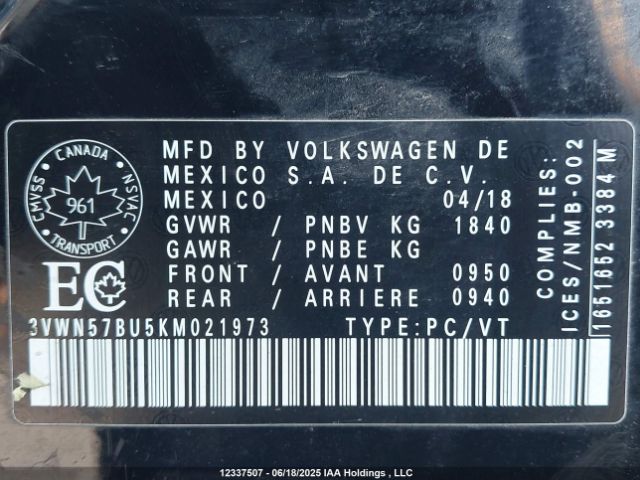 CANADA
CMVSS
NSVAC
961
TRANSPORT
EC
MFD BY VOLKSWAGEN DE
MEXICO S.A. DE C.V.
MEXICO 04/18
GVWR / PNBV KG 1840
GAWR / PNBE KG
FRONT / AVANT 0950
REAR / ARRIERE 0940
3VWN57BU5KM021973 TYPE:PC/VT
COMPLIES:
ICES/NMB-002
1651652 3384 M
12337507 - 06/18/2025 IAA Holdings , LLC